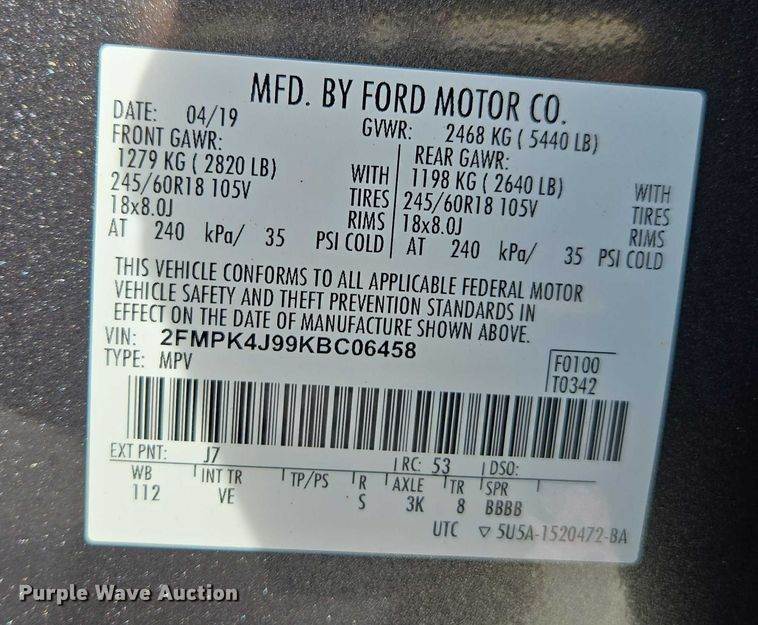 MFD. BY FORD MOTOR CO.
DATE: 04/19 GVWR: 2468 KG ( 5440 LB)
FRONT GAWR: REAR GAWR:
1279 KG ( 2820 LB) WITH 1198 KG ( 2640 LB) WITH
245/60R18 105V TIRES 245/60R18 105V TIRES
18x8.0J RIMS 18x8.0J RIMS
AT 240 kPa/ 35 PSI COLD AT 240 kPa/ 35 PSI COLD
THIS VEHICLE CONFORMS TO ALL APPLICABLE FEDERAL MOTOR
VEHICLE SAFETY AND THEFT PREVENTION STANDARDS IN
EFFECT ON THE DATE OF MANUFACTURE SHOWN ABOVE.
VIN: 2FMPK4J99KBC06458
TYPE: MPV F0100
T0342
EXT PNT: J7 RC: 53 DSO:
WB INT TR TP/PS R AXLE TR SPR
112 VE S 3K 8 BBBB
UTC ▽ 5U5A-1520472-BA
Purple Wave Auction